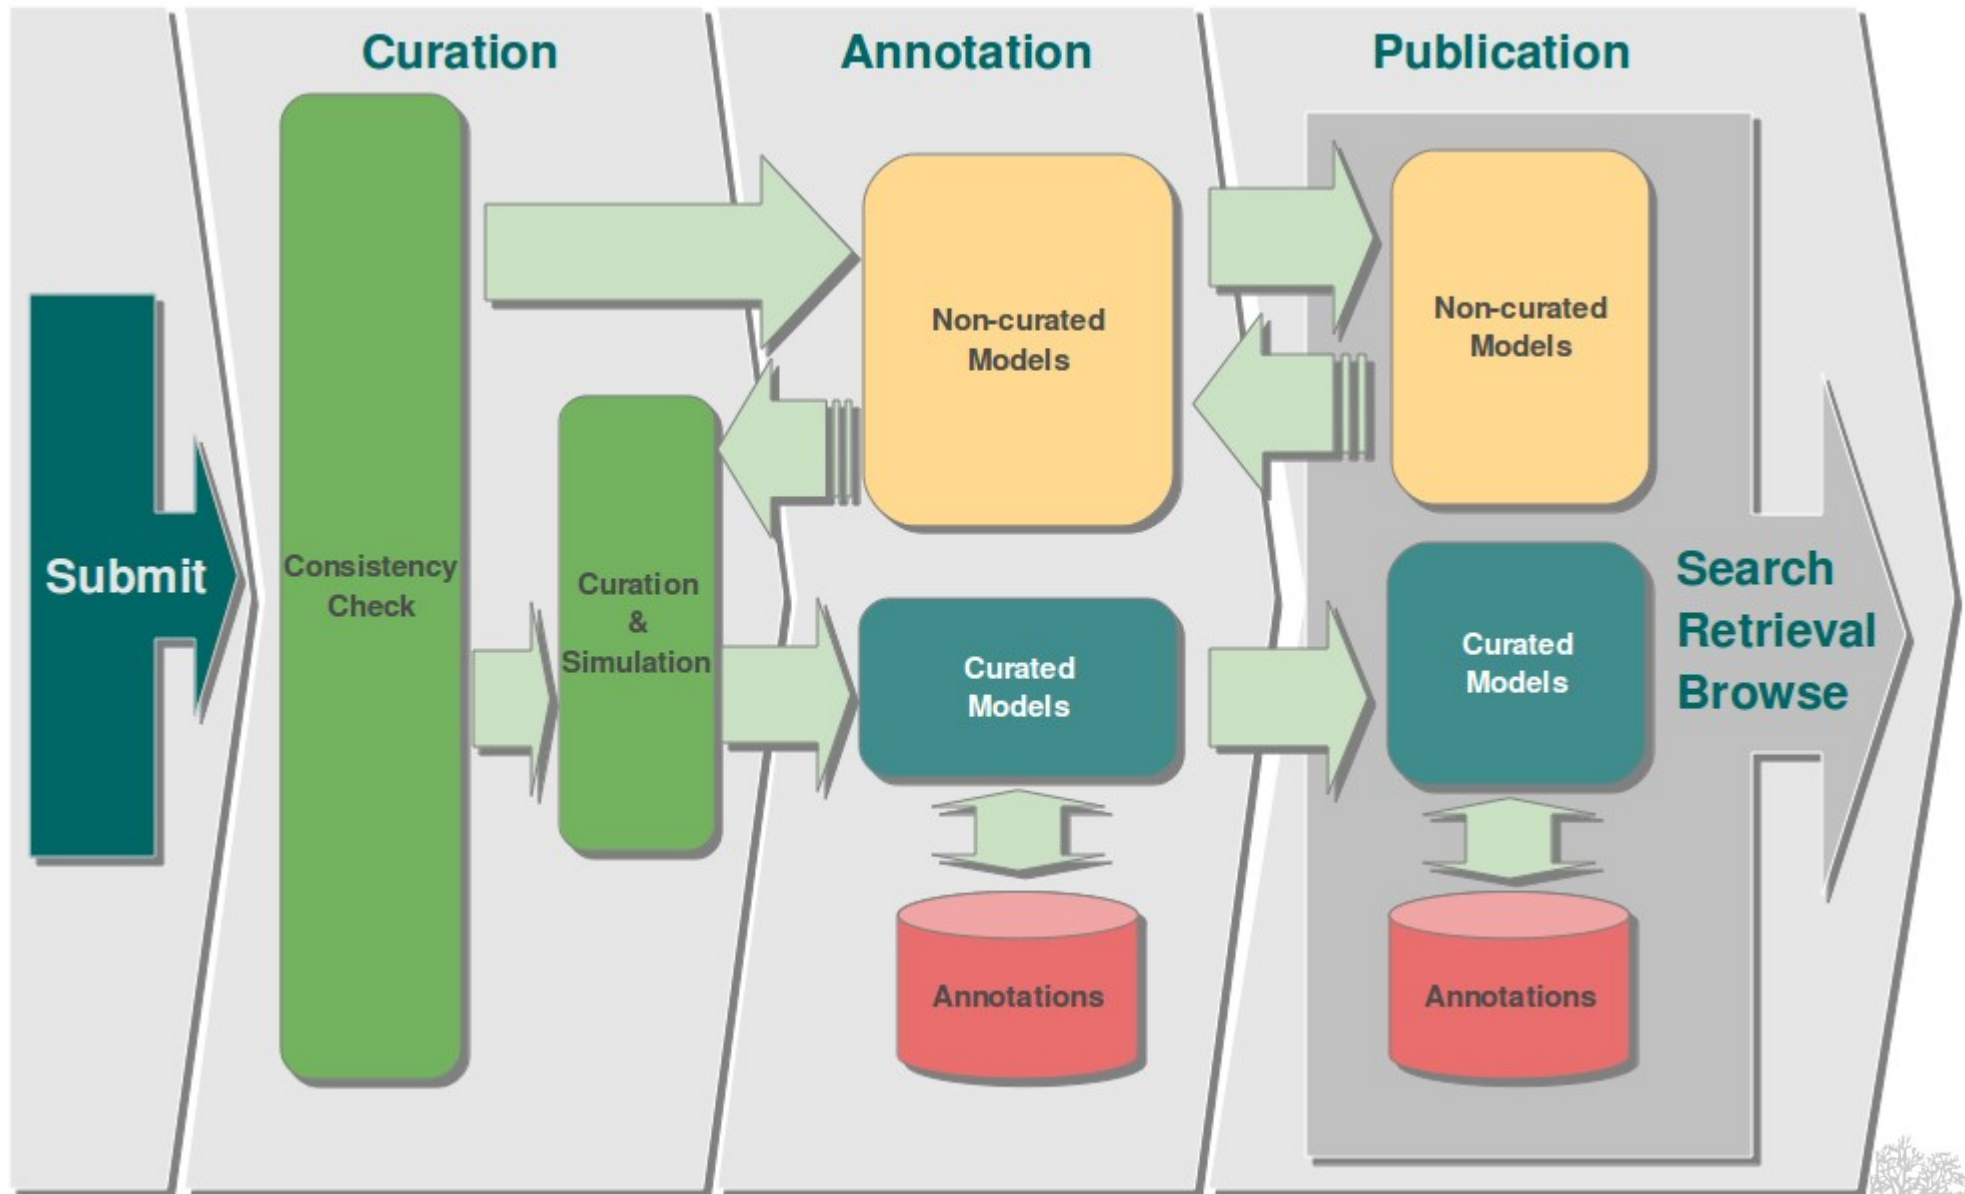 Curation
Annotation
Publication
Submit
Consistency
Check
Curation
&
Simulation
Non-curated
Models
Curated
Models
Annotations
Non-curated
Models
Curated
Models
Annotations
Search
Retrieval
Browse